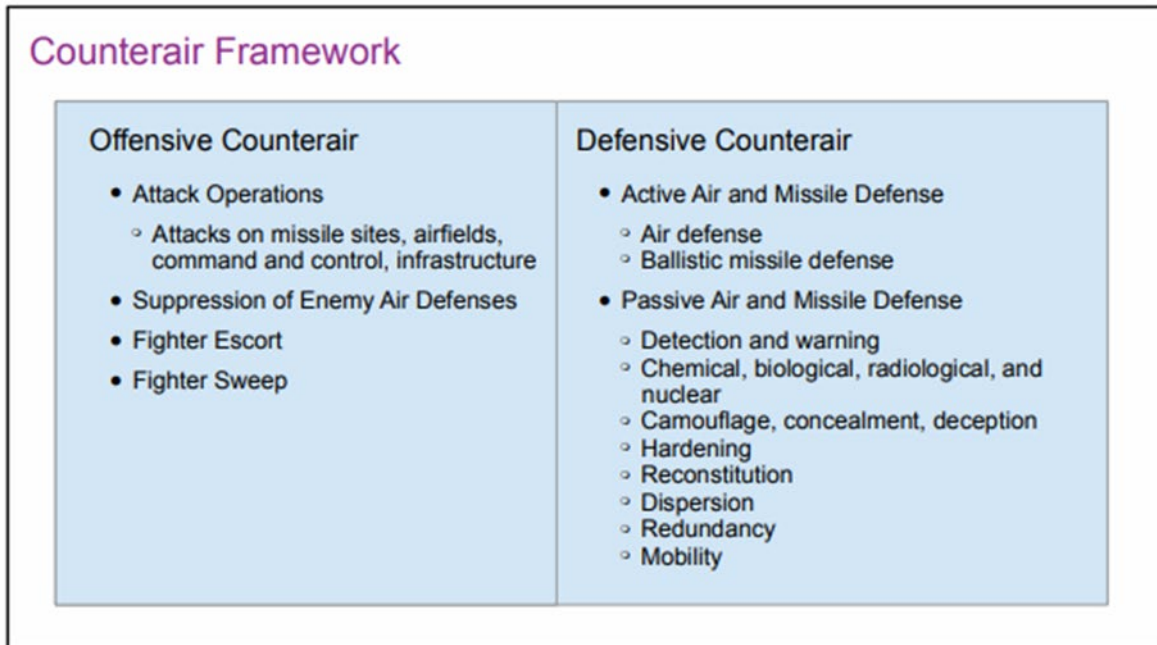 Counterair Framework
Offensive Counterair
• Attack Operations
◦ Attacks on missile sites, airfields,
command and control, infrastructure
• Suppression of Enemy Air Defenses
• Fighter Escort
• Fighter Sweep
Defensive Counterair
• Active Air and Missile Defense
◦ Air defense
◦ Ballistic missile defense
• Passive Air and Missile Defense
◦ Detection and warning
◦ Chemical, biological, radiological, and
nuclear
◦ Camouflage, concealment, deception
◦ Hardening
◦ Reconstitution
◦ Dispersion
◦ Redundancy
◦ Mobility